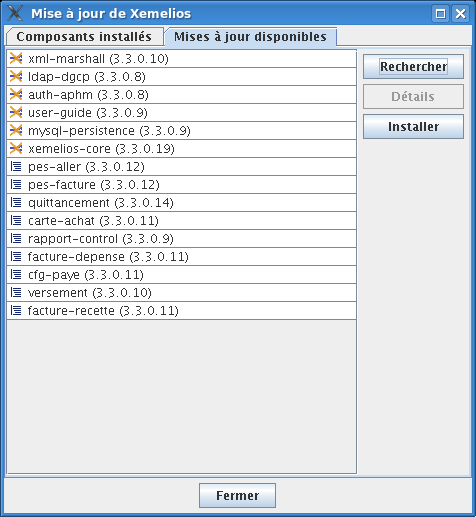 Mise à jour de Xemelios
Composants installés
Mises à jour disponibles
xml-marshall (3.3.0.10)
ldap-dgcp (3.3.0.8)
auth-aphm (3.3.0.8)
user-guide (3.3.0.9)
mysql-persistence (3.3.0.9)
xemelios-core (3.3.0.19)
pes-aller (3.3.0.12)
pes-facture (3.3.0.12)
quittancement (3.3.0.14)
carte-achat (3.3.0.11)
rapport-control (3.3.0.9)
facture-depense (3.3.0.11)
cfg-paye (3.3.0.11)
versement (3.3.0.10)
facture-recette (3.3.0.11)
Rechercher
Détails
Installer
Fermer